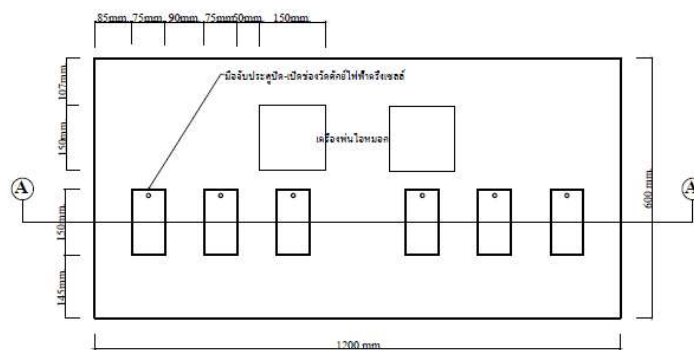 85mm. 75mm. 90mm. 75mm 50mm. 150mm.
107mm.
มือจับประตูปิด-เปิดช่องวัดศักย์ไฟฟ้าครึ่งเซลล์
150mm.
เครื่องพ่นไอหมอก
A A
150mm.
600 mm.
145mm.
1200 mm.